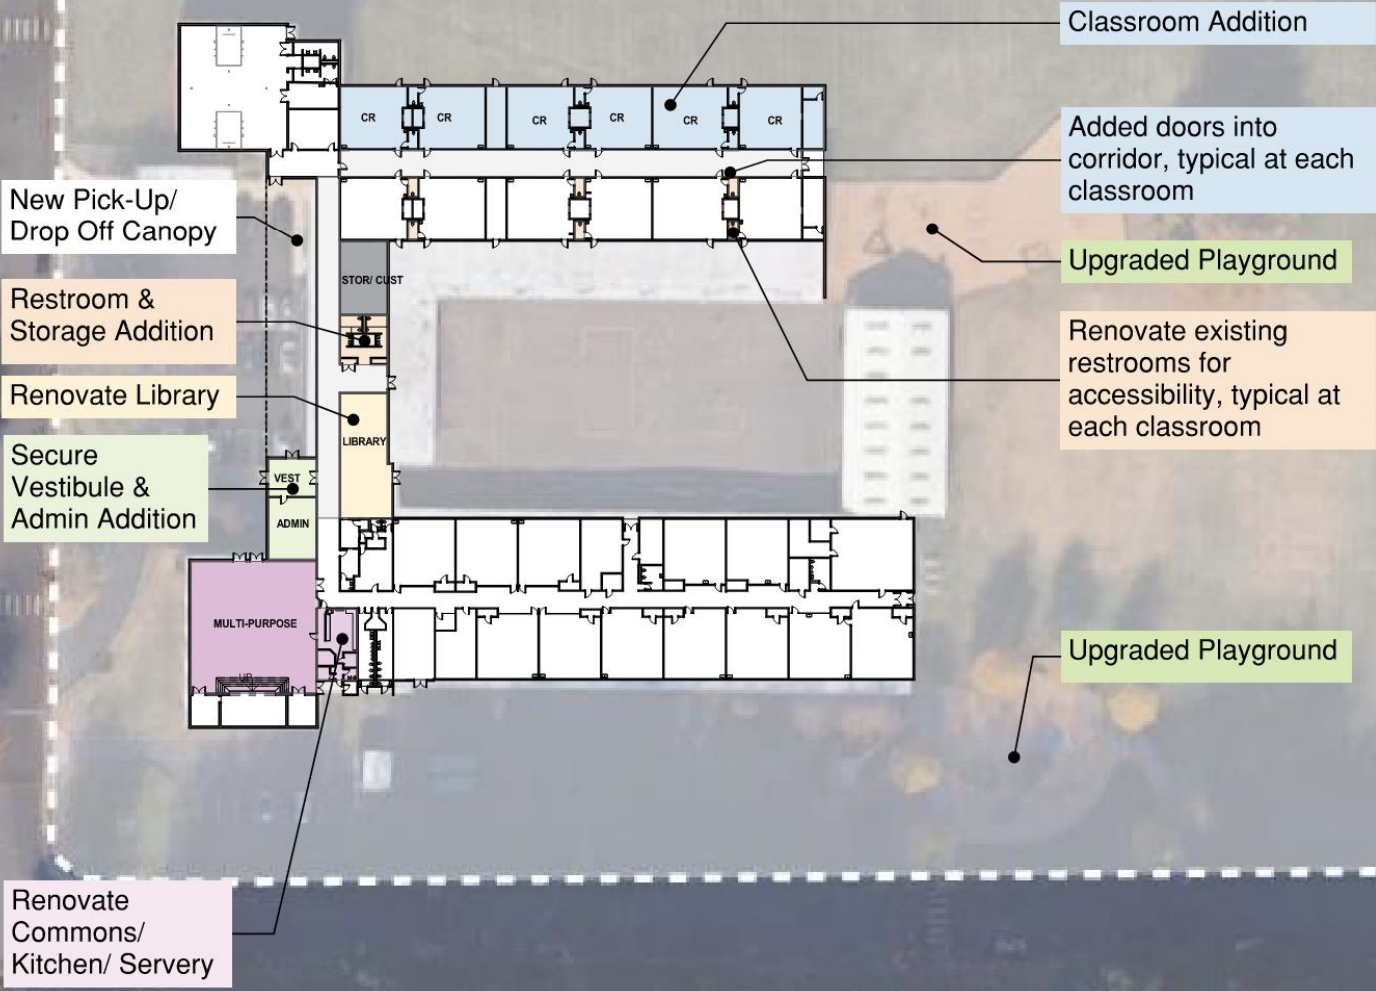 Classroom Addition
Added doors into
corridor, typical at each
classroom
CR
CR
CR
CR
CR
CR
New Pick-Up/
Drop Off Canopy
Upgraded Playground
Restroom &
Storage Addition
STOR/ CUST
Renovate existing
restrooms for
accessibility, typical at
each classroom
Renovate Library
LIBRARY
Secure
Vestibule &
Admin Addition
VEST
ADMIN
MULTI-PURPOSE
UP
Upgraded Playground
Renovate
Commons/
Kitchen/ Servery